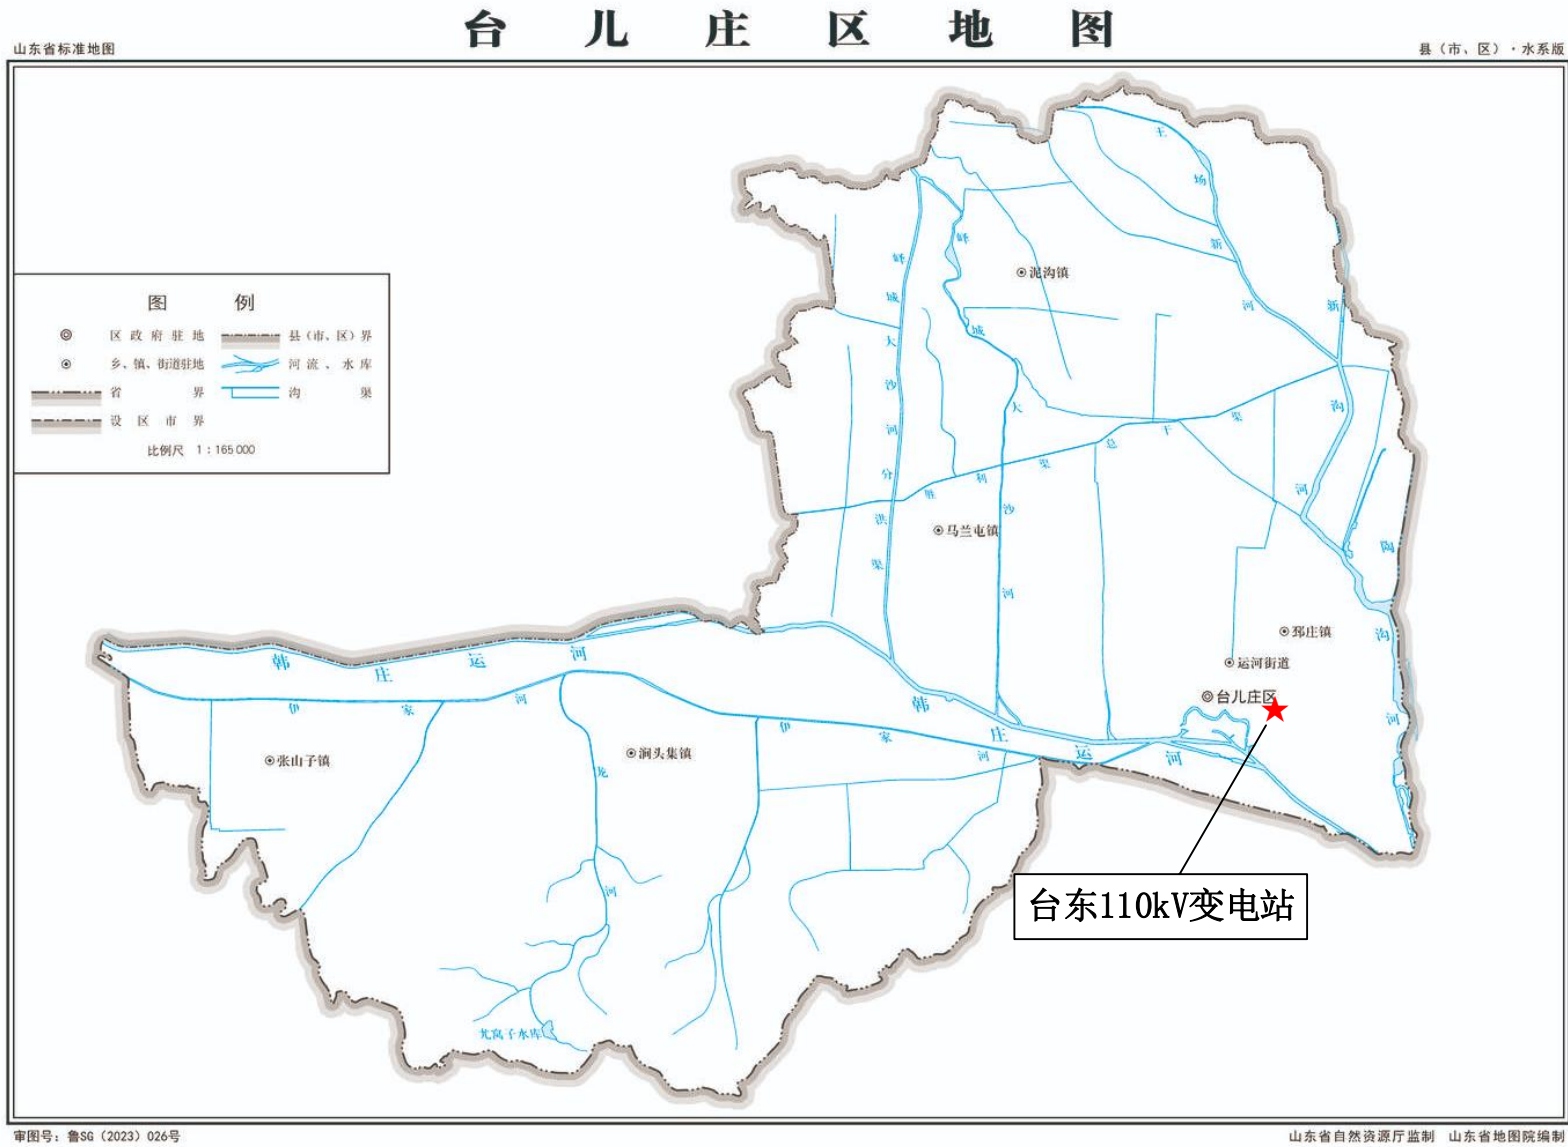 台儿庄区地图
山东省标准地图
县（市、区）·水系版
图例
区政府驻地
县（市、区）界
乡、镇、街道驻地
河流、水库
省界
沟渠
设区市界
比例尺 1：165 000
王场新河
峄城大沙河分洪渠
峄城大沙河
泥沟镇
新沟河
胜利渠总干渠
马兰屯镇
陶沟河
邳庄镇
运河街道
台儿庄区
韩庄运河
韩庄运河
伊家河
伊家河
张山子镇
涧头集镇
龙河
尤窝子水库
台东110kV变电站
审图号：鲁SG（2023）026号
山东省自然资源厅监制 山东省地图院编制